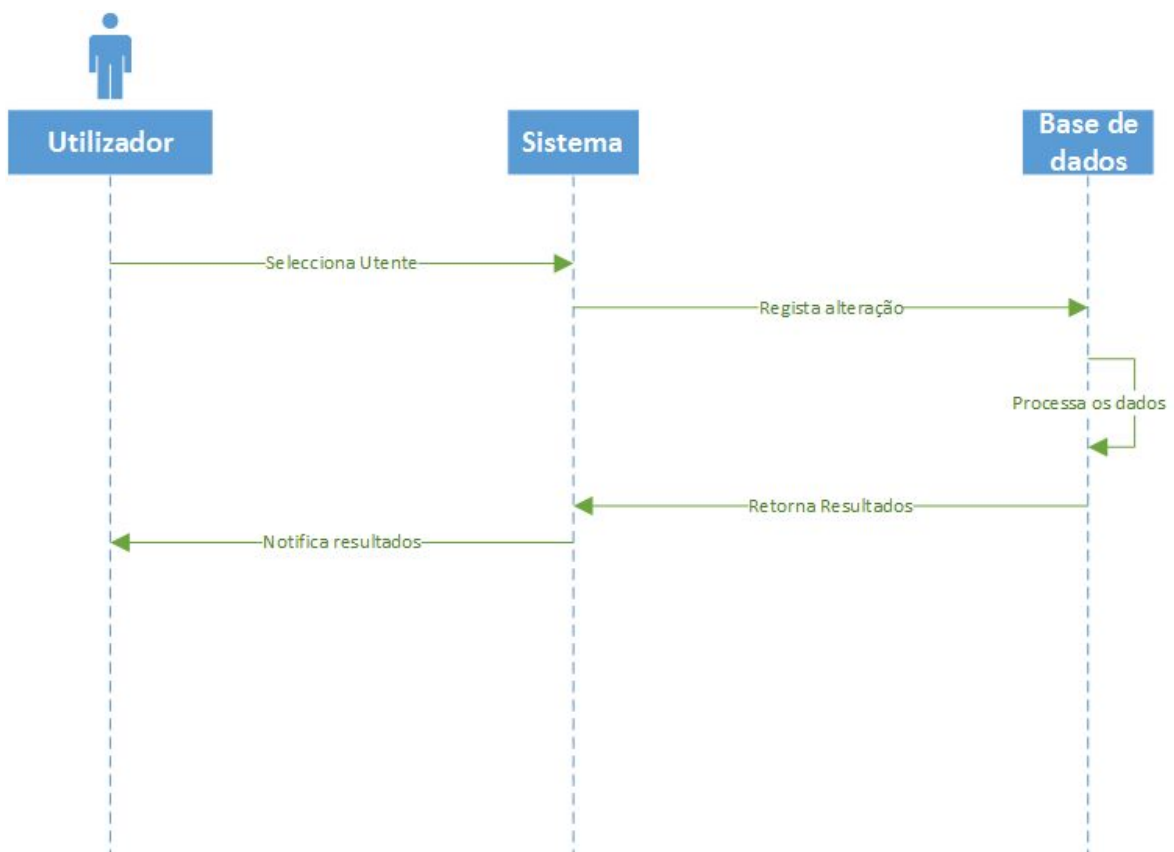 Utilizador
Sistema
Base de
dados
Selecciona Utente
Regista alteração
Processa os dados
Retorna Resultados
Notifica resultados